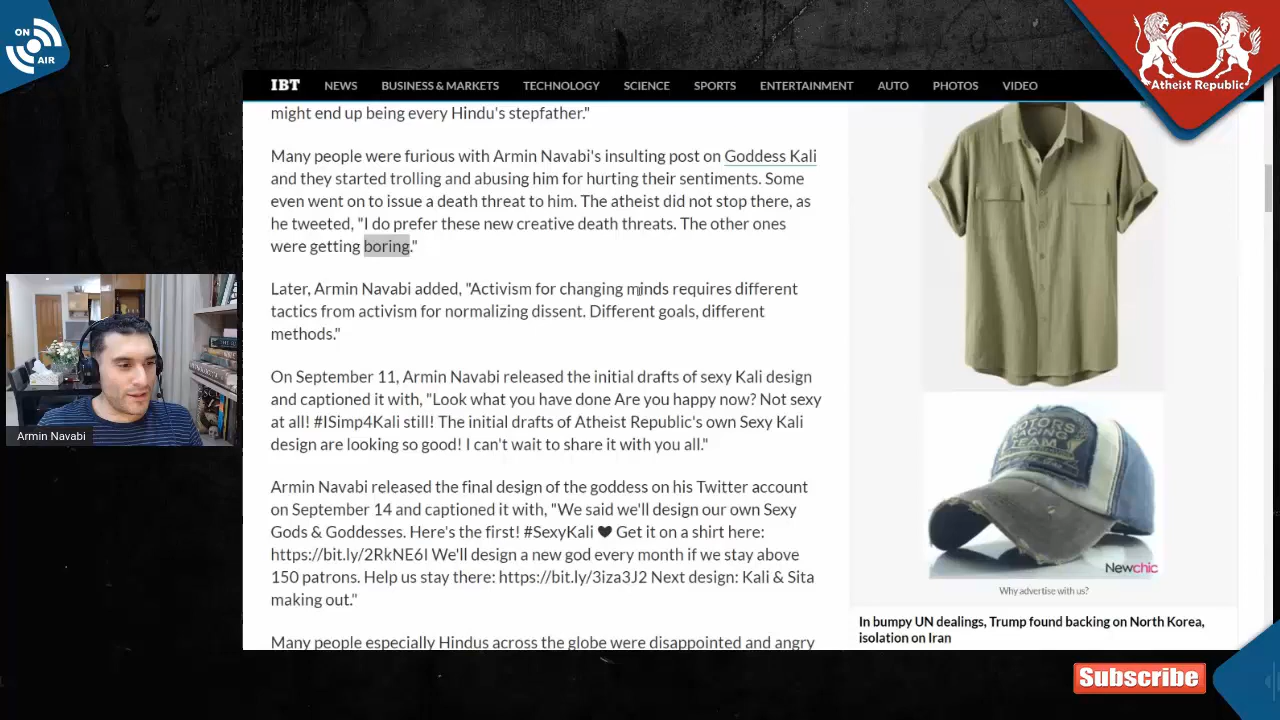 ON
AIR
Atheist Republic
IBT NEWS BUSINESS & MARKETS TECHNOLOGY SCIENCE SPORTS ENTERTAINMENT AUTO PHOTOS VIDEO
might end up being every Hindu's stepfather."
Many people were furious with Armin Navabi's insulting post on Goddess Kali
and they started trolling and abusing him for hurting their sentiments. Some
even went on to issue a death threat to him. The atheist did not stop there, as
he tweeted, "I do prefer these new creative death threats. The other ones
were getting boring."
Later, Armin Navabi added, "Activism for changing minds requires different
tactics from activism for normalizing dissent. Different goals, different
methods."
On September 11, Armin Navabi released the initial drafts of sexy Kali design
and captioned it with, "Look what you have done Are you happy now? Not sexy
at all! #ISimp4Kali still! The initial drafts of Atheist Republic's own Sexy Kali
design are looking so good! I can't wait to share it with you all."
Armin Navabi released the final design of the goddess on his Twitter account
on September 14 and captioned it with, "We said we'll design our own Sexy
Gods & Goddesses. Here's the first! #SexyKali ❤ Get it on a shirt here:
https://bit.ly/2RkNE6I We'll design a new god every month if we stay above
150 patrons. Help us stay there: https://bit.ly/3iza3J2 Next design: Kali & Sita
making out."
Many people especially Hindus across the globe were disappointed and angry
Armin Navabi
MOTORS
TEAM
Newchic
Why advertise with us?
In bumpy UN dealings, Trump found backing on North Korea,
isolation on Iran
Subscribe